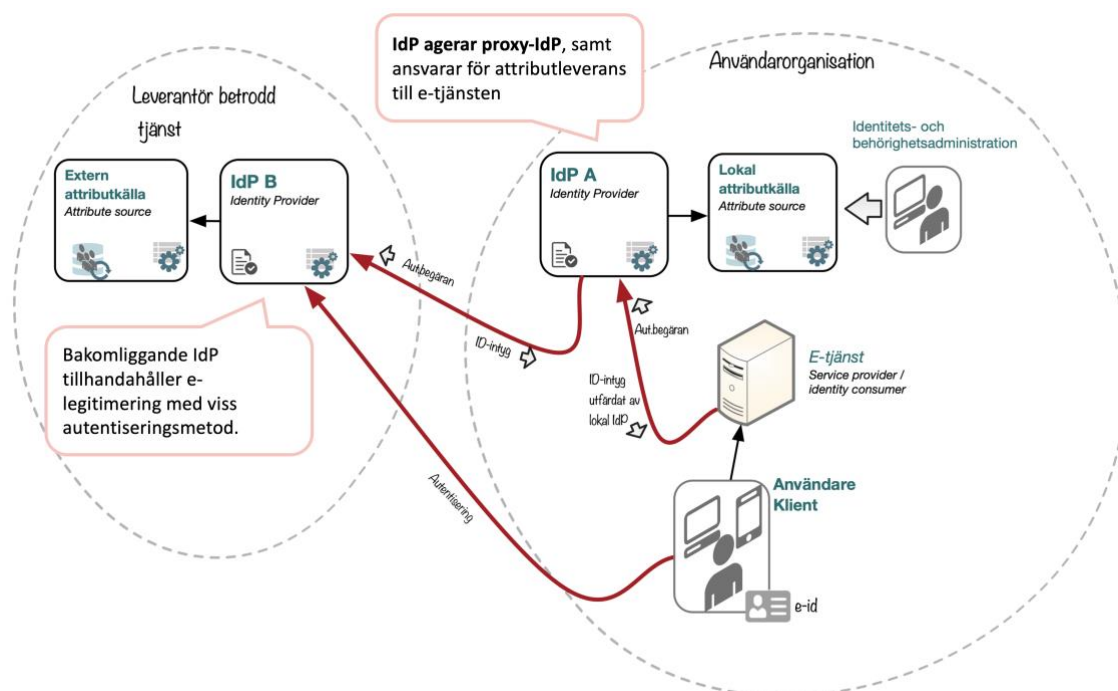 IdP agerar proxy-IdP, samt
ansvarar för attributleverans
till e-tjänsten
Användarorganisation
Leverantör betrodd
tjänst
Identitets- och
behörighetsadministration
Extern
attributkälla
Attribute source
IdP B
Identity Provider
IdP A
Identity Provider
Lokal
attributkälla
Attribute source
Aut.begäran
ID-intyg
Aut.begäran
ID-intyg
utfärdat av
lokal IdP
E-tjänst
Service provider /
identity consumer
Bakomliggande IdP
tillhandahåller e-
legitimering med viss
autentiseringsmetod.
Autentisering
Användare
Klient
e-id